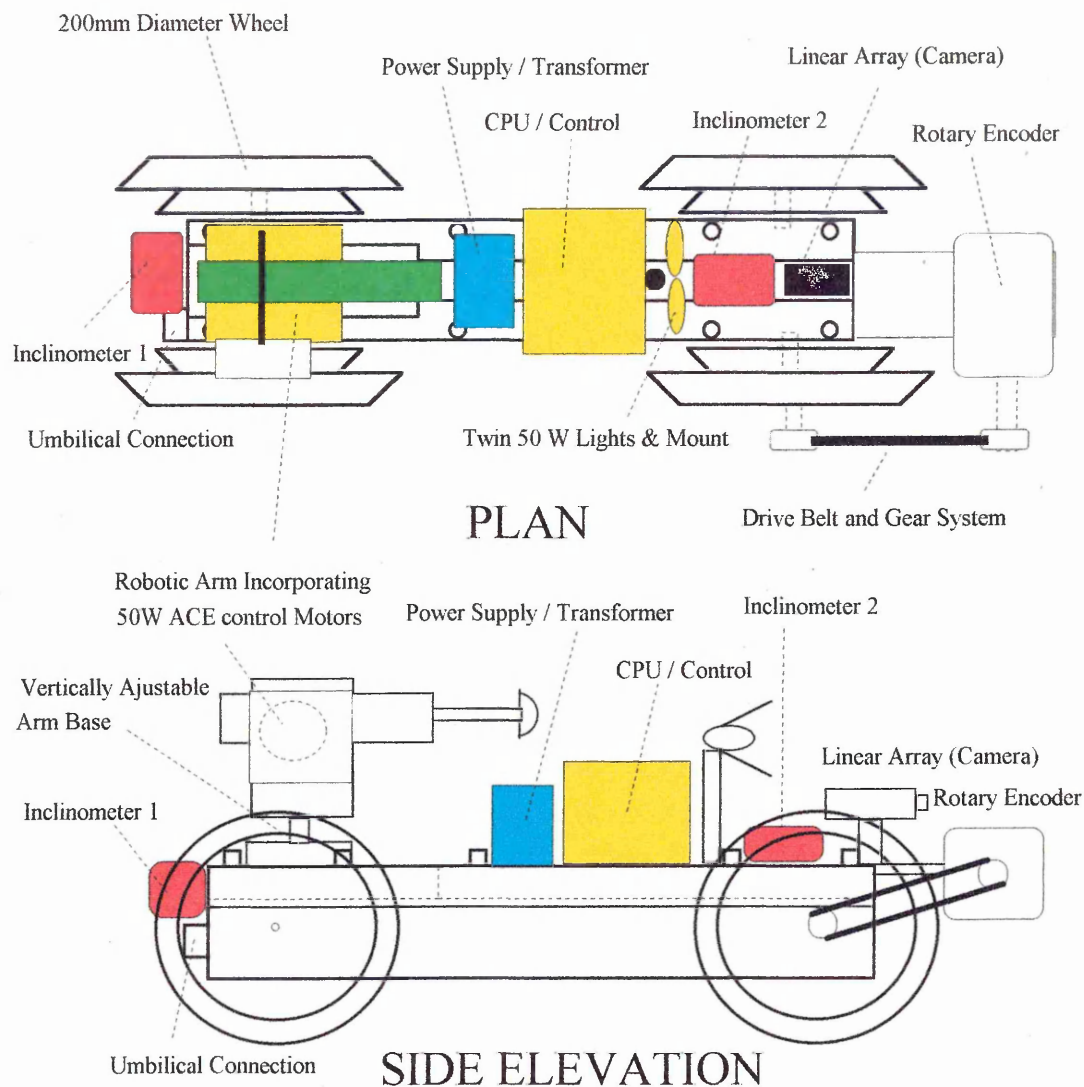 200mm Diameter Wheel
Power Supply / Transformer
Linear Array (Camera)
CPU / Control
Inclinometer 2
Rotary Encoder
Inclinometer 1
Umbilical Connection
Twin 50 W Lights & Mount
PLAN
Drive Belt and Gear System
Robotic Arm Incorporating
50W ACE control Motors
Power Supply / Transformer
Inclinometer 2
Vertically Ajustable
Arm Base
CPU / Control
Linear Array (Camera)
Inclinometer 1
Rotary Encoder
Umbilical Connection
SIDE ELEVATION